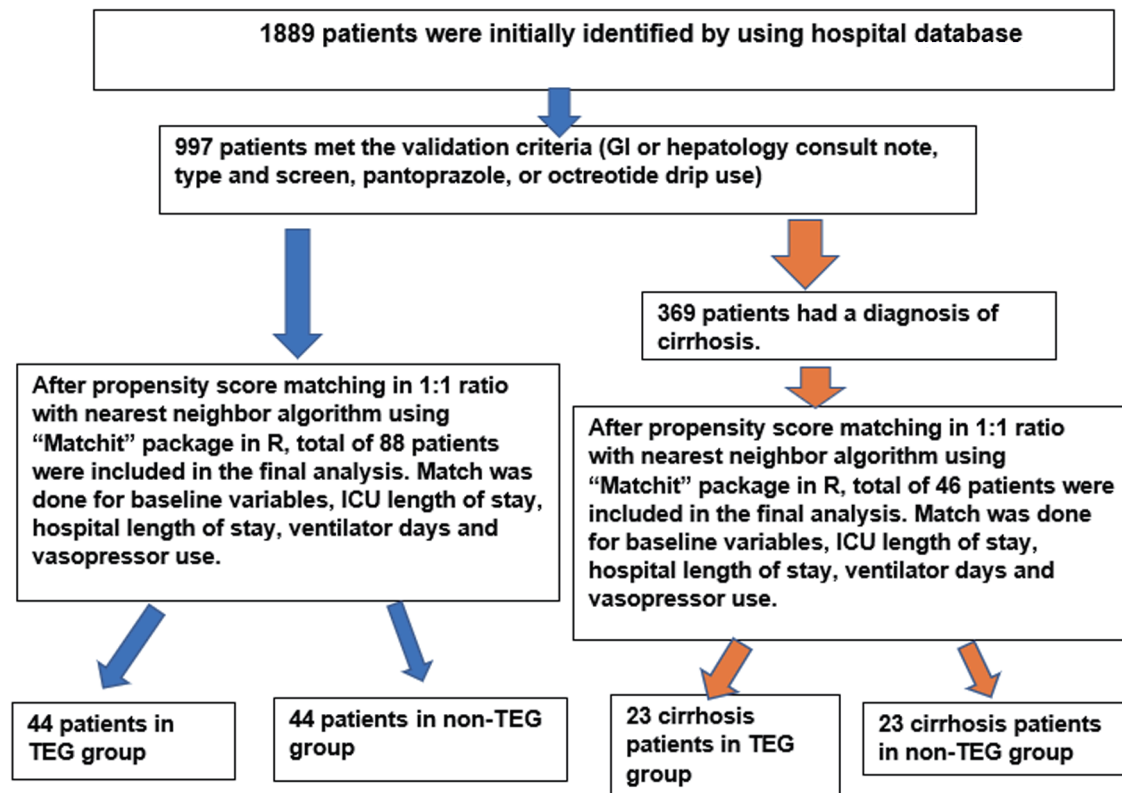 1889 patients were initially identified by using hospital database
997 patients met the validation criteria (GI or hepatology consult note,
type and screen, pantoprazole, or octreotide drip use)
369 patients had a diagnosis of
cirrhosis.
After propensity score matching in 1:1 ratio
with nearest neighbor algorithm using
“Matchit” package in R, total of 88 patients
were included in the final analysis. Match was
done for baseline variables, ICU length of stay,
hospital length of stay, ventilator days and
vasopressor use.
After propensity score matching in 1:1 ratio
with nearest neighbor algorithm using
“Matchit” package in R, total of 46 patients were
included in the final analysis. Match was done
for baseline variables, ICU length of stay,
hospital length of stay, ventilator days and
vasopressor use.
44 patients in
TEG group
44 patients in non-TEG
group
23 cirrhosis
patients in TEG
group
23 cirrhosis patients
in non-TEG group